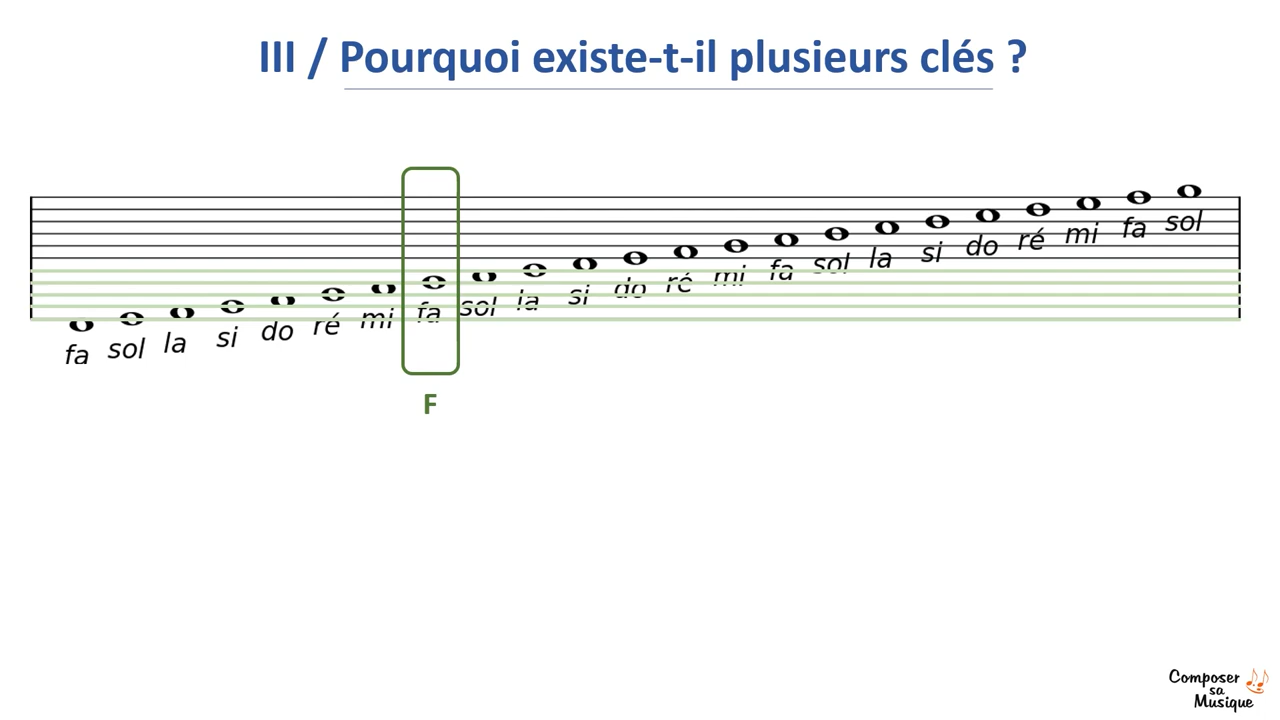 III / Pourquoi existe-t-il plusieurs clés ?
fa sol la si do ré mi fa sol la si do ré mi fa sol la si do ré mi fa sol
F
Composer
sa
Musique